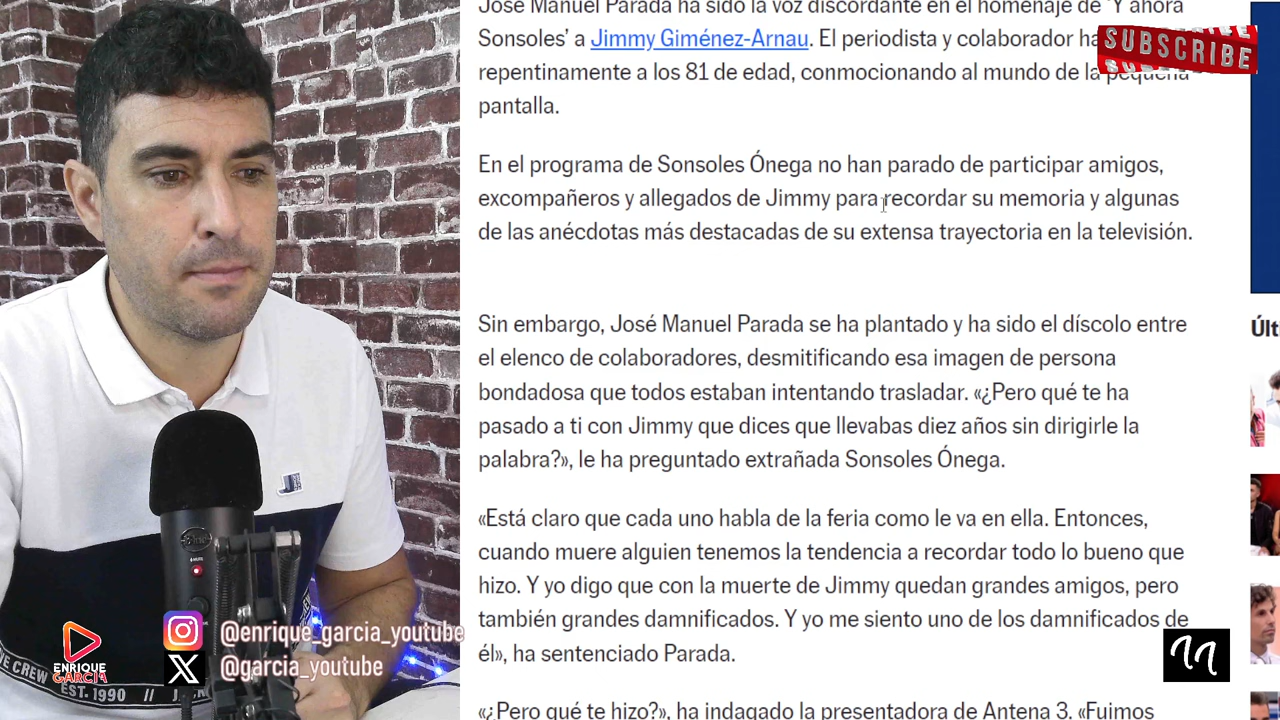 José Manuel Parada ha sido la voz discordante en el homenaje de 'Y ahora
Sonsoles' a Jimmy Giménez-Arnau. El periodista y colaborador ha
repentinamente a los 81 de edad, conmocionando al mundo de la pequeña
pantalla.
En el programa de Sonsoles Ónega no han parado de participar amigos,
excompañeros y allegados de Jimmy para recordar su memoria y algunas
de las anécdotas más destacadas de su extensa trayectoria en la televisión.
Sin embargo, José Manuel Parada se ha plantado y ha sido el díscolo entre
el elenco de colaboradores, desmitificando esa imagen de persona
bondadosa que todos estaban intentando trasladar. «¿Pero qué te ha
pasado a ti con Jimmy que dices que llevabas diez años sin dirigirle la
palabra?», le ha preguntado extrañada Sonsoles Ónega.
«Está claro que cada uno habla de la feria como le va en ella. Entonces,
cuando muere alguien tenemos la tendencia a recordar todo lo bueno que
hizo. Y yo digo que con la muerte de Jimmy quedan grandes amigos, pero
también grandes damnificados. Y yo me siento uno de los damnificados de
él», ha sentenciado Parada.
«¿Pero qué te hizo?», ha indagado la presentadora de Antena 3. «Fuimos
SUBSCRIBE
Últ
@enrique_garcia_youtube
@garcia_youtube
ENRIQUE
GARCIA
CREW
EST. 1990 //